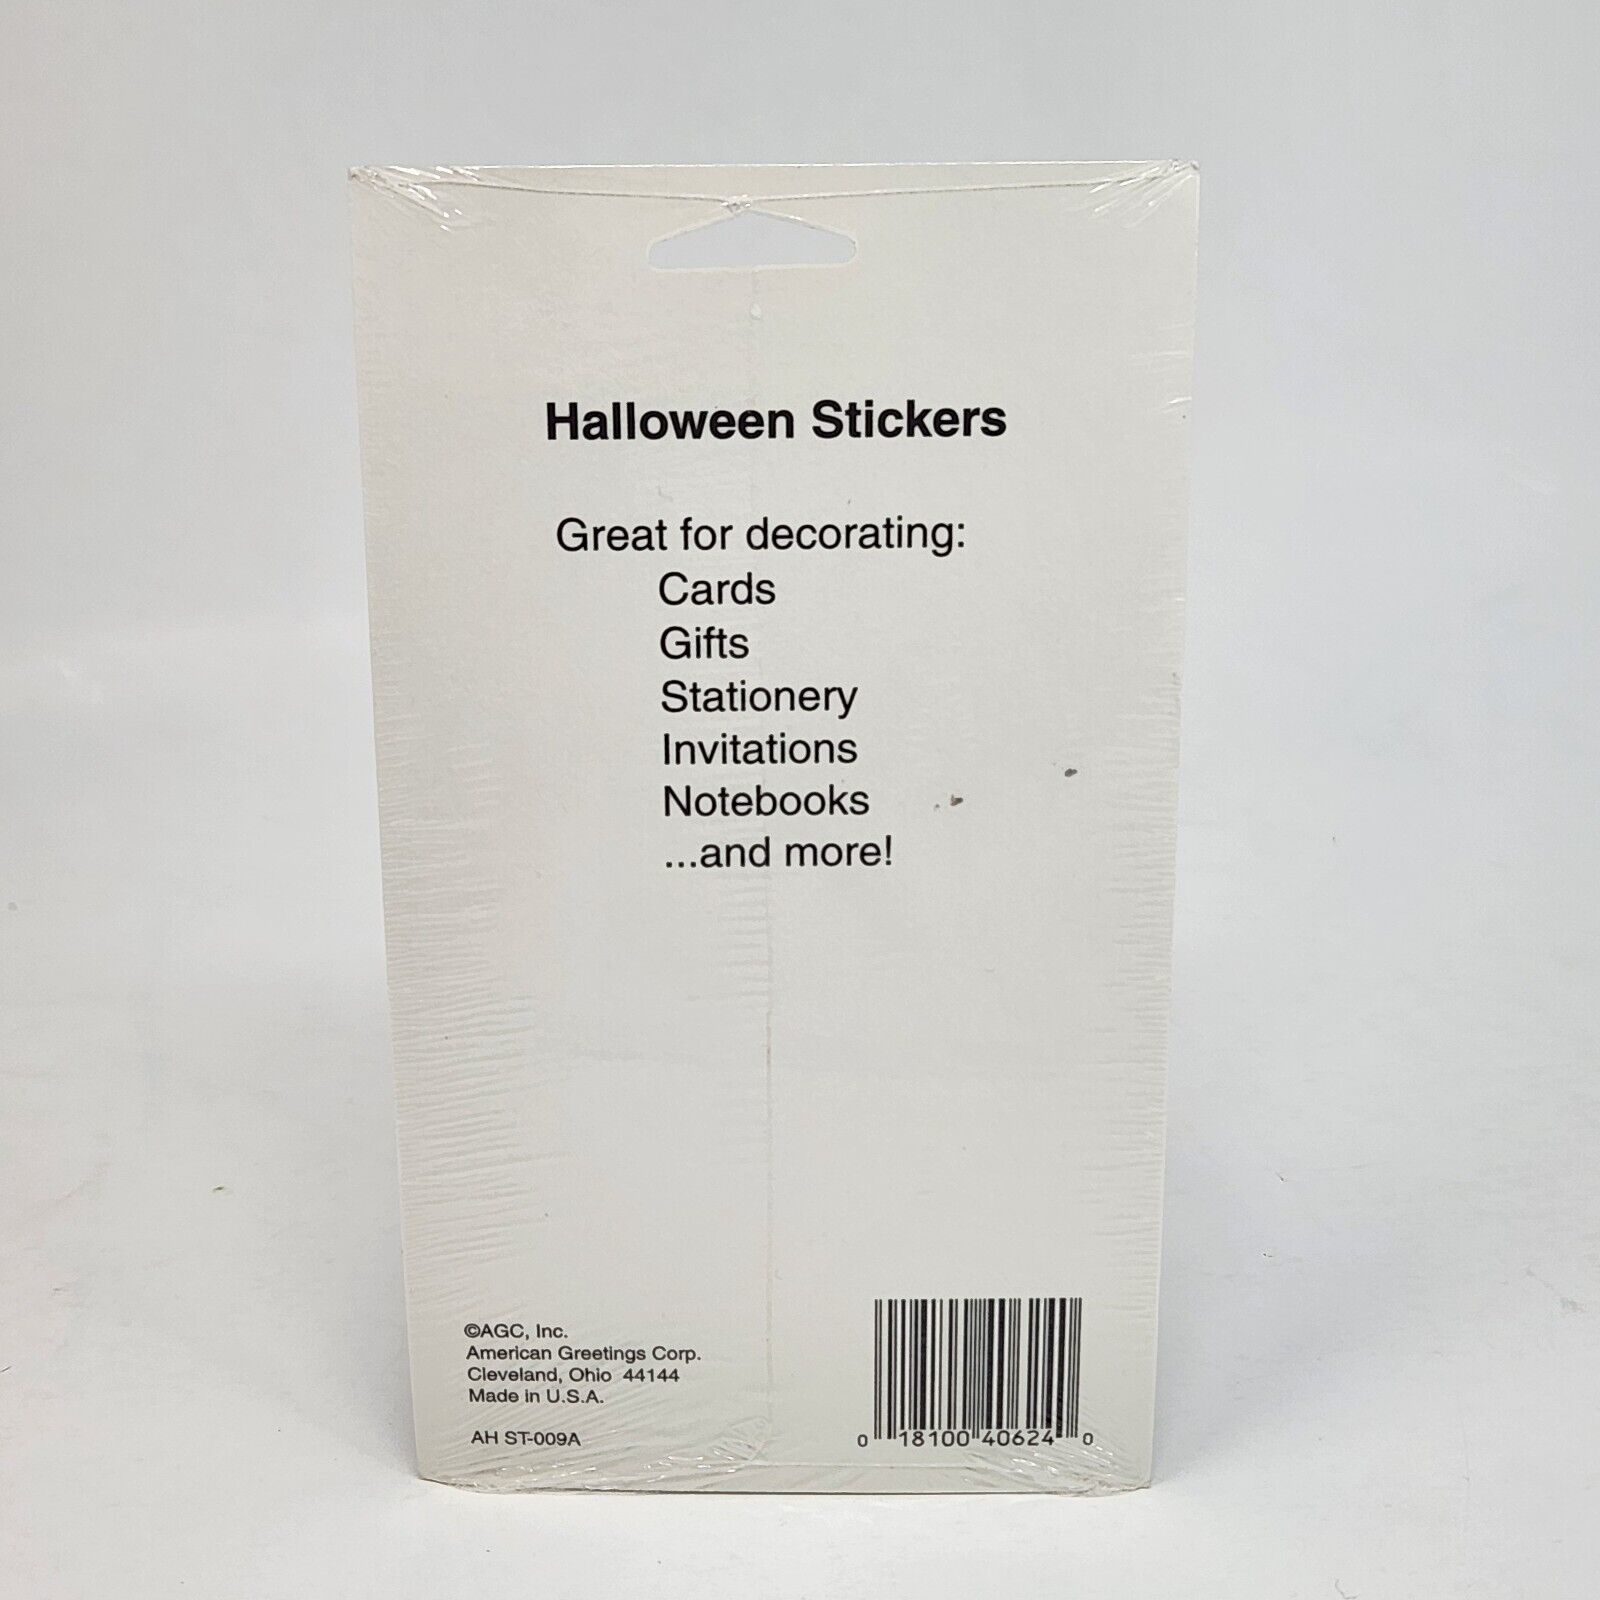 Halloween Stickers
Great for decorating:
Cards
Gifts
Stationery
Invitations
Notebooks
...and more!
©AGC, Inc.
American Greetings Corp.
Cleveland, Ohio 44144
Made in U.S.A.
AH ST-009A
0 18100 40624 0